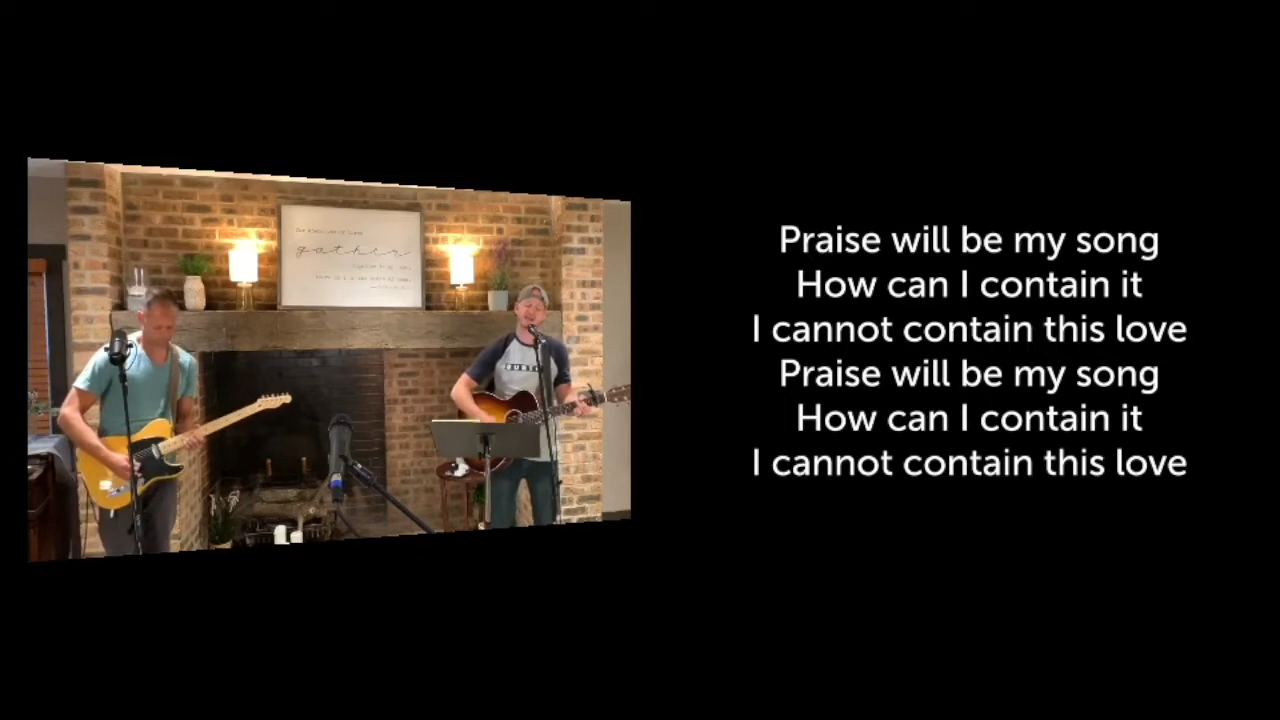 gather
Praise will be my song
How can I contain it
I cannot contain this love
Praise will be my song
How can I contain it
I cannot contain this love